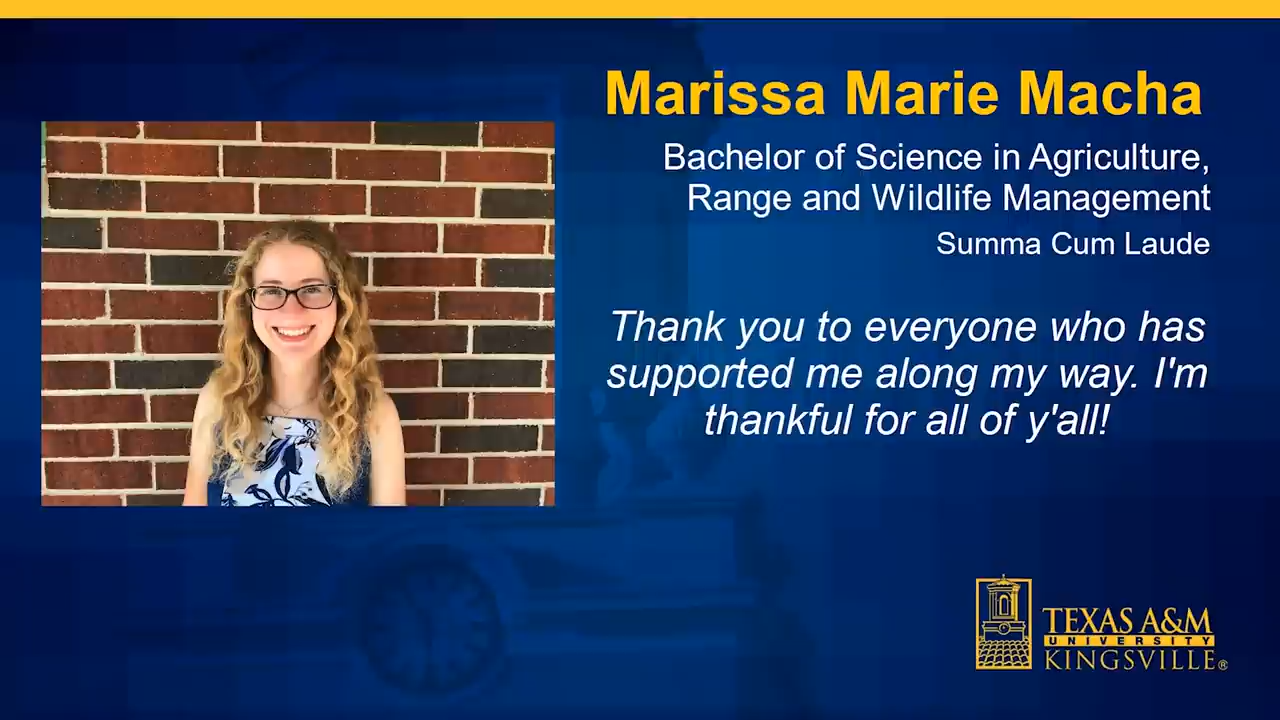 Marissa Marie Macha
Bachelor of Science in Agriculture,
Range and Wildlife Management
Summa Cum Laude
Thank you to everyone who has
supported me along my way. I'm
thankful for all of y'all!
TEXAS A&M
UNIVERSITY
KINGSVILLE®